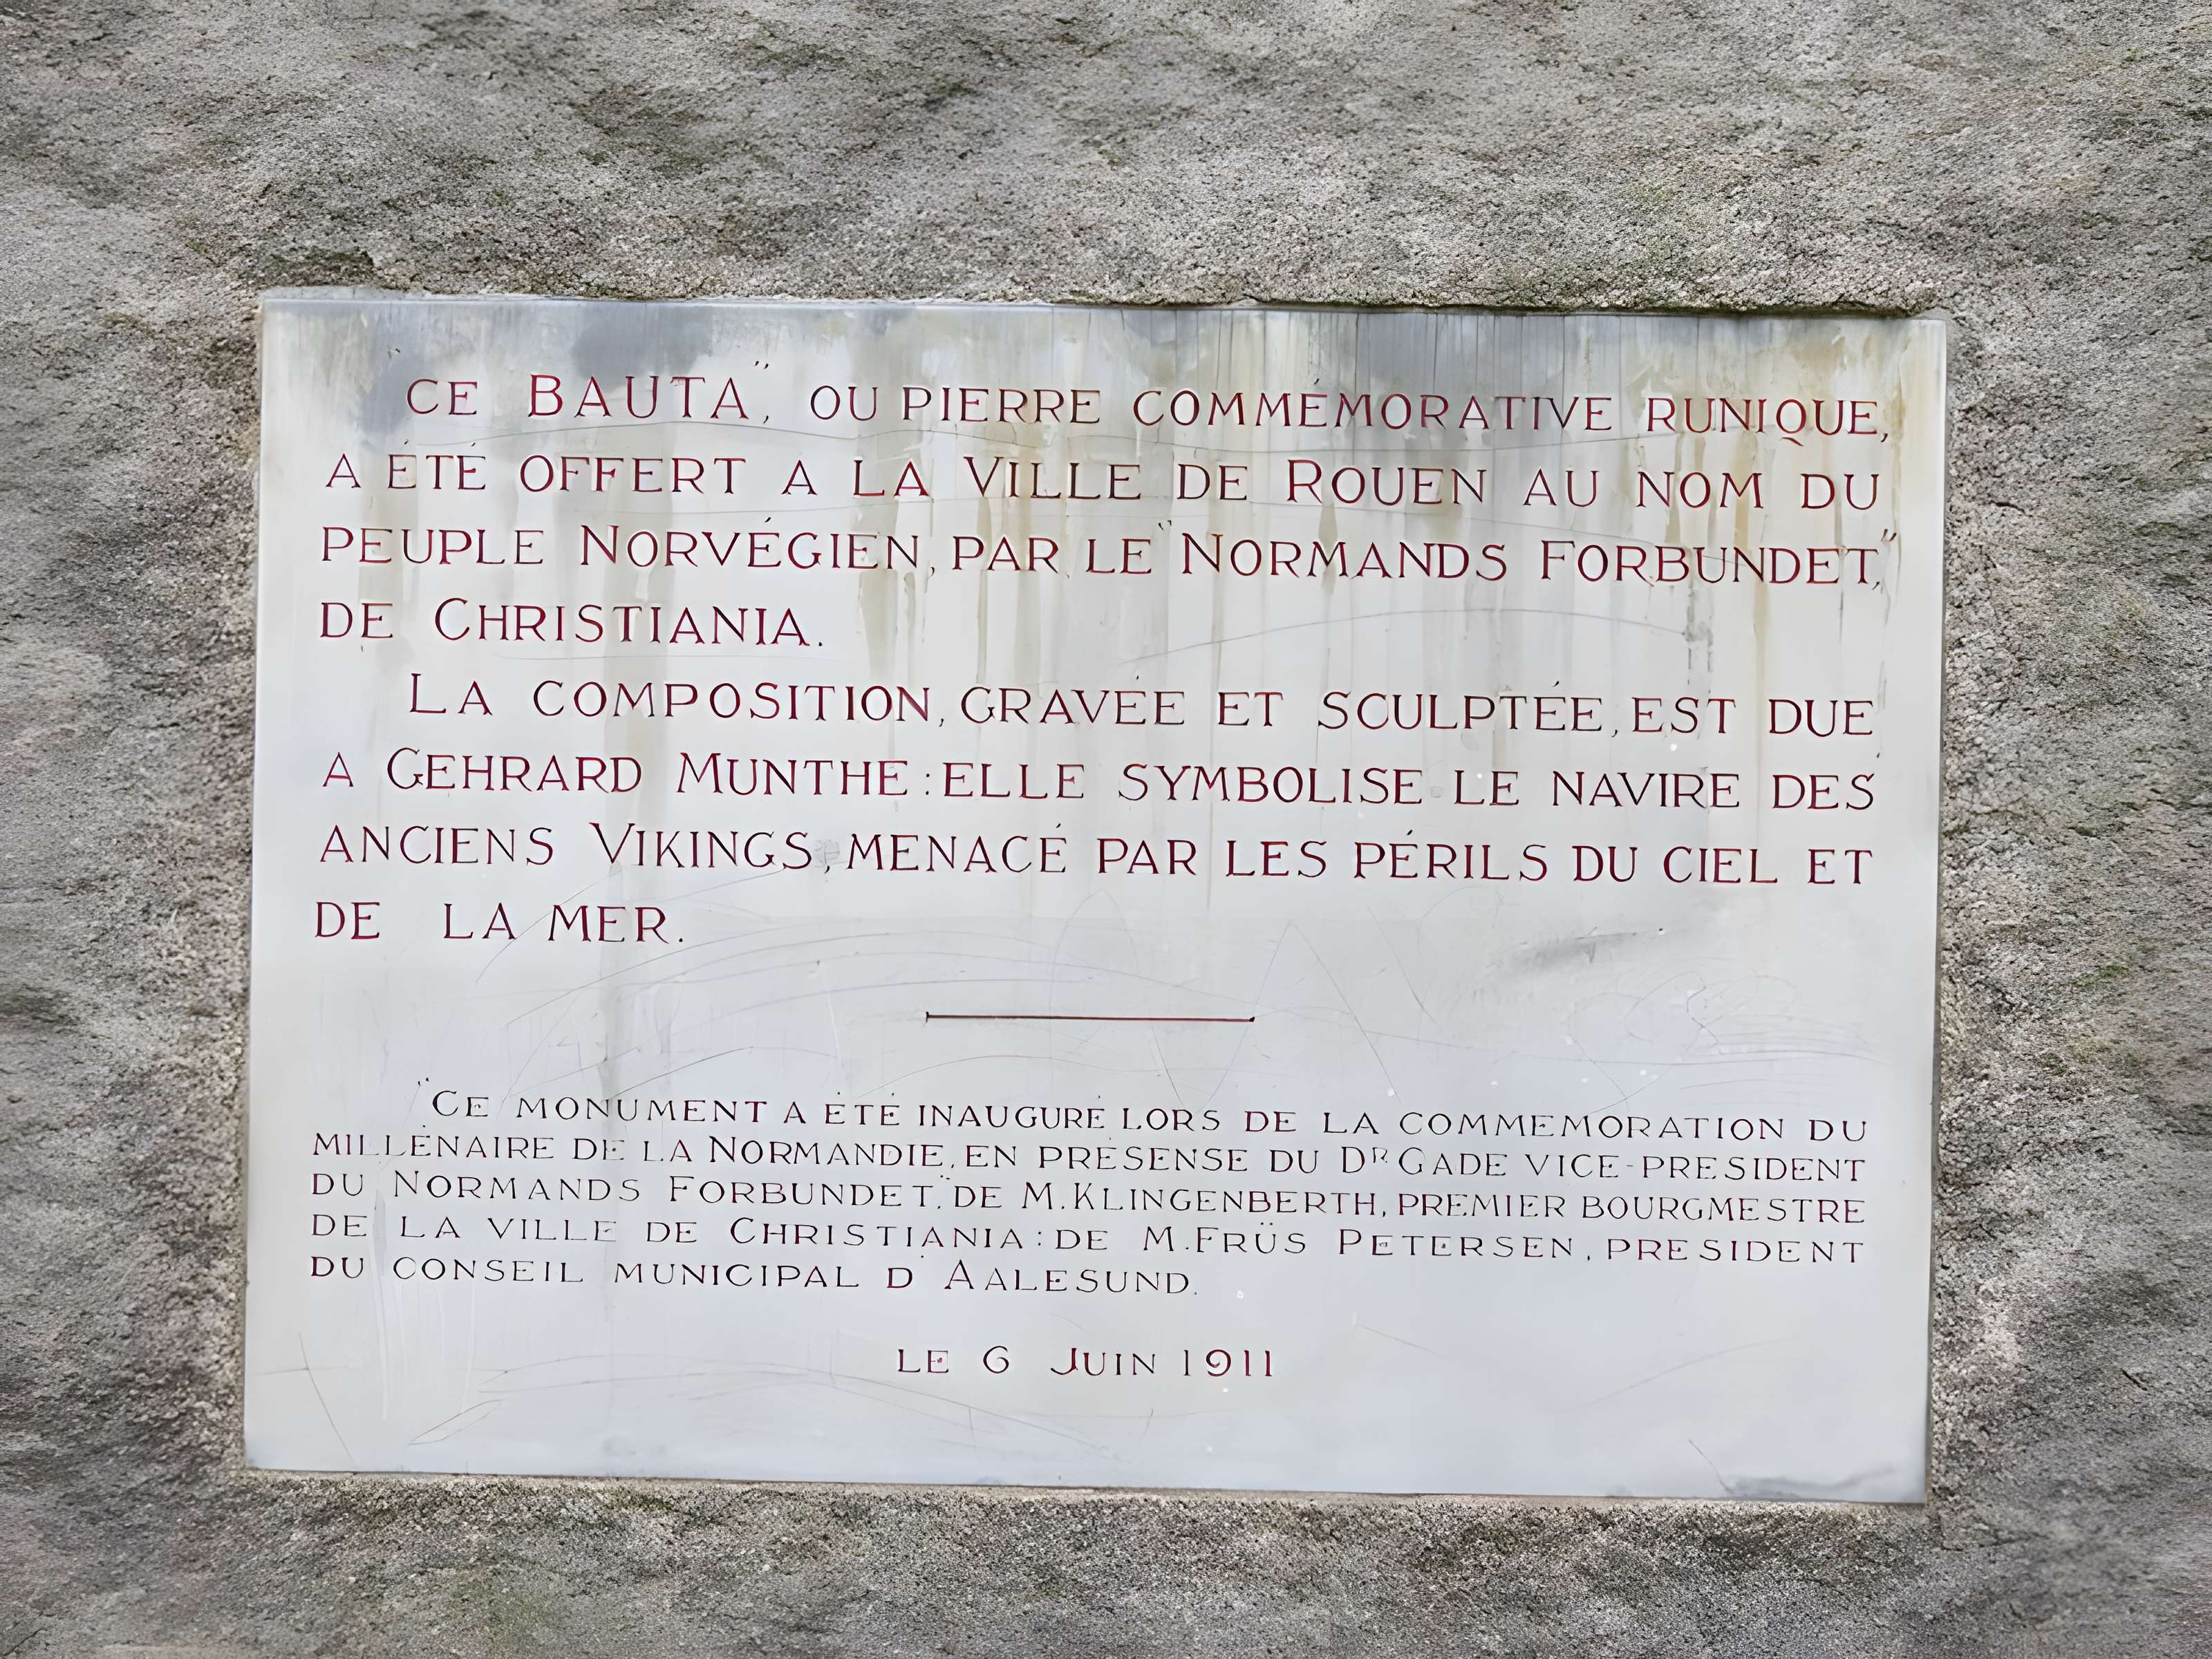 CE BAUTA", OU PIERRE COMMÉMORATIVE RUNIQUE,
A ÉTÉ OFFERT A LA VILLE DE ROUEN AU NOM DU
PEUPLE NORVÉGIEN, PAR LE "NORMANDS FORBUNDET",
DE CHRISTIANIA.
LA COMPOSITION, GRAVÉE ET SCULPTÉE, EST DUE
A GEHRARD MUNTHE : ELLE SYMBOLISE LE NAVIRE DES
ANCIENS VIKINGS, MENACÉ PAR LES PÉRILS DU CIEL ET
DE LA MER.
"CE MONUMENT A ÉTÉ INAUGURÉ LORS DE LA COMMEMORATION DU
MILLÉNAIRE DE LA NORMANDIE, EN PRÉSENSE DU DR GADE VICE-PRESIDENT
DU NORMANDS FORBUNDET". DE M. KLINGENBERTH, PREMIER BOURGMESTRE
DE LA VILLE DE CHRISTIANIA : DE M. FRÜS PETERSEN, PRESIDENT
DU CONSEIL MUNICIPAL D'AALESUND.
LE 6 JUIN 1911